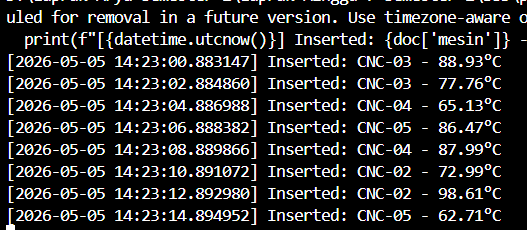 uled for removal in a future version. Use timezone-aware o
print(f"[{datetime.utcnow()}] Inserted: {doc['mesin']} -
[2026-05-05 14:23:00.883147] Inserted: CNC-03 - 88.93°C
[2026-05-05 14:23:02.884860] Inserted: CNC-03 - 77.76°C
[2026-05-05 14:23:04.886988] Inserted: CNC-04 - 65.13°C
[2026-05-05 14:23:06.888382] Inserted: CNC-05 - 86.47°C
[2026-05-05 14:23:08.889866] Inserted: CNC-04 - 87.99°C
[2026-05-05 14:23:10.891072] Inserted: CNC-02 - 72.99°C
[2026-05-05 14:23:12.892980] Inserted: CNC-02 - 98.61°C
[2026-05-05 14:23:14.894952] Inserted: CNC-05 - 62.71°C